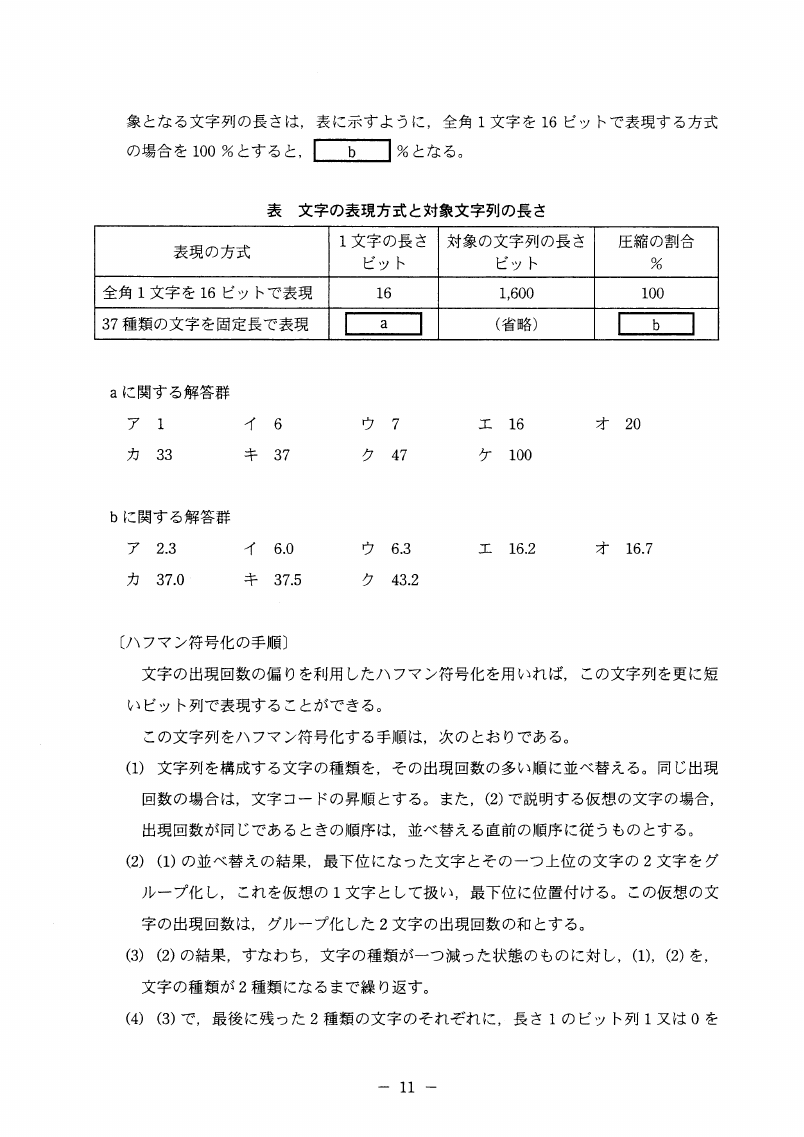 象となる文字列の長さは，表に示すように，全角1文字を16ビットで表現する方式
の場合を100％とすると， b ％となる。
表　文字の表現方式と対象文字列の長さ
表現の方式　1文字の長さ ビット　対象の文字列の長さ ビット　圧縮の割合 ％
全角1文字を16ビットで表現　16　1,600　100
37種類の文字を固定長で表現　a　（省略）　b
aに関する解答群
ア　1　イ　6　ウ　7　エ　16　オ　20
カ　33　キ　37　ク　47　ケ　100
bに関する解答群
ア　2.3　イ　6.0　ウ　6.3　エ　16.2　オ　16.7
カ　37.0　キ　37.5　ク　43.2
〔ハフマン符号化の手順〕
文字の出現回数の偏りを利用したハフマン符号化を用いれば，この文字列を更に短
いビット列で表現することができる。
この文字列をハフマン符号化する手順は，次のとおりである。
(1)　文字列を構成する文字の種類を，その出現回数の多い順に並べ替える。同じ出現
回数の場合は，文字コードの昇順とする。また，(2)で説明する仮想の文字の場合，
出現回数が同じであるときの順序は，並べ替える直前の順序に従うものとする。
(2)　(1)の並べ替えの結果，最下位になった文字とその一つ上位の文字の2文字をグ
ループ化し，これを仮想の1文字として扱い，最下位に位置付ける。この仮想の文
字の出現回数は，グループ化した2文字の出現回数の和とする。
(3)　(2)の結果，すなわち，文字の種類が一つ減った状態のものに対し，(1)，(2)を，
文字の種類が2種類になるまで繰り返す。
(4)　(3)で，最後に残った2種類の文字のそれぞれに，長さ1のビット列1又は0を
－ 11 －